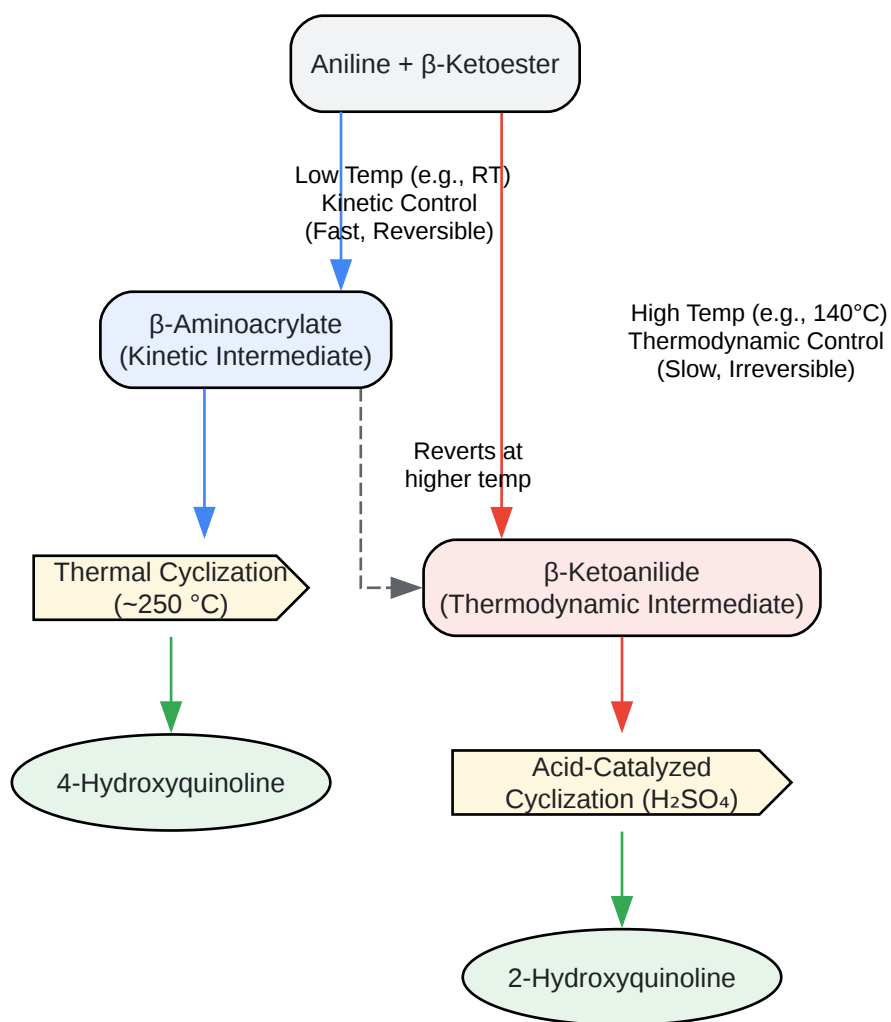 Aniline + β-Ketoester
Low Temp (e.g., RT)
Kinetic Control
(Fast, Reversible)
β-Aminoacrylate
(Kinetic Intermediate)
High Temp (e.g., 140°C)
Thermodynamic Control
(Slow, Irreversible)
Reverts at
higher temp
Thermal Cyclization
(~250 °C)
β-Ketoanilide
(Thermodynamic Intermediate)
4-Hydroxyquinoline
Acid-Catalyzed
Cyclization (H₂SO₄)
2-Hydroxyquinoline